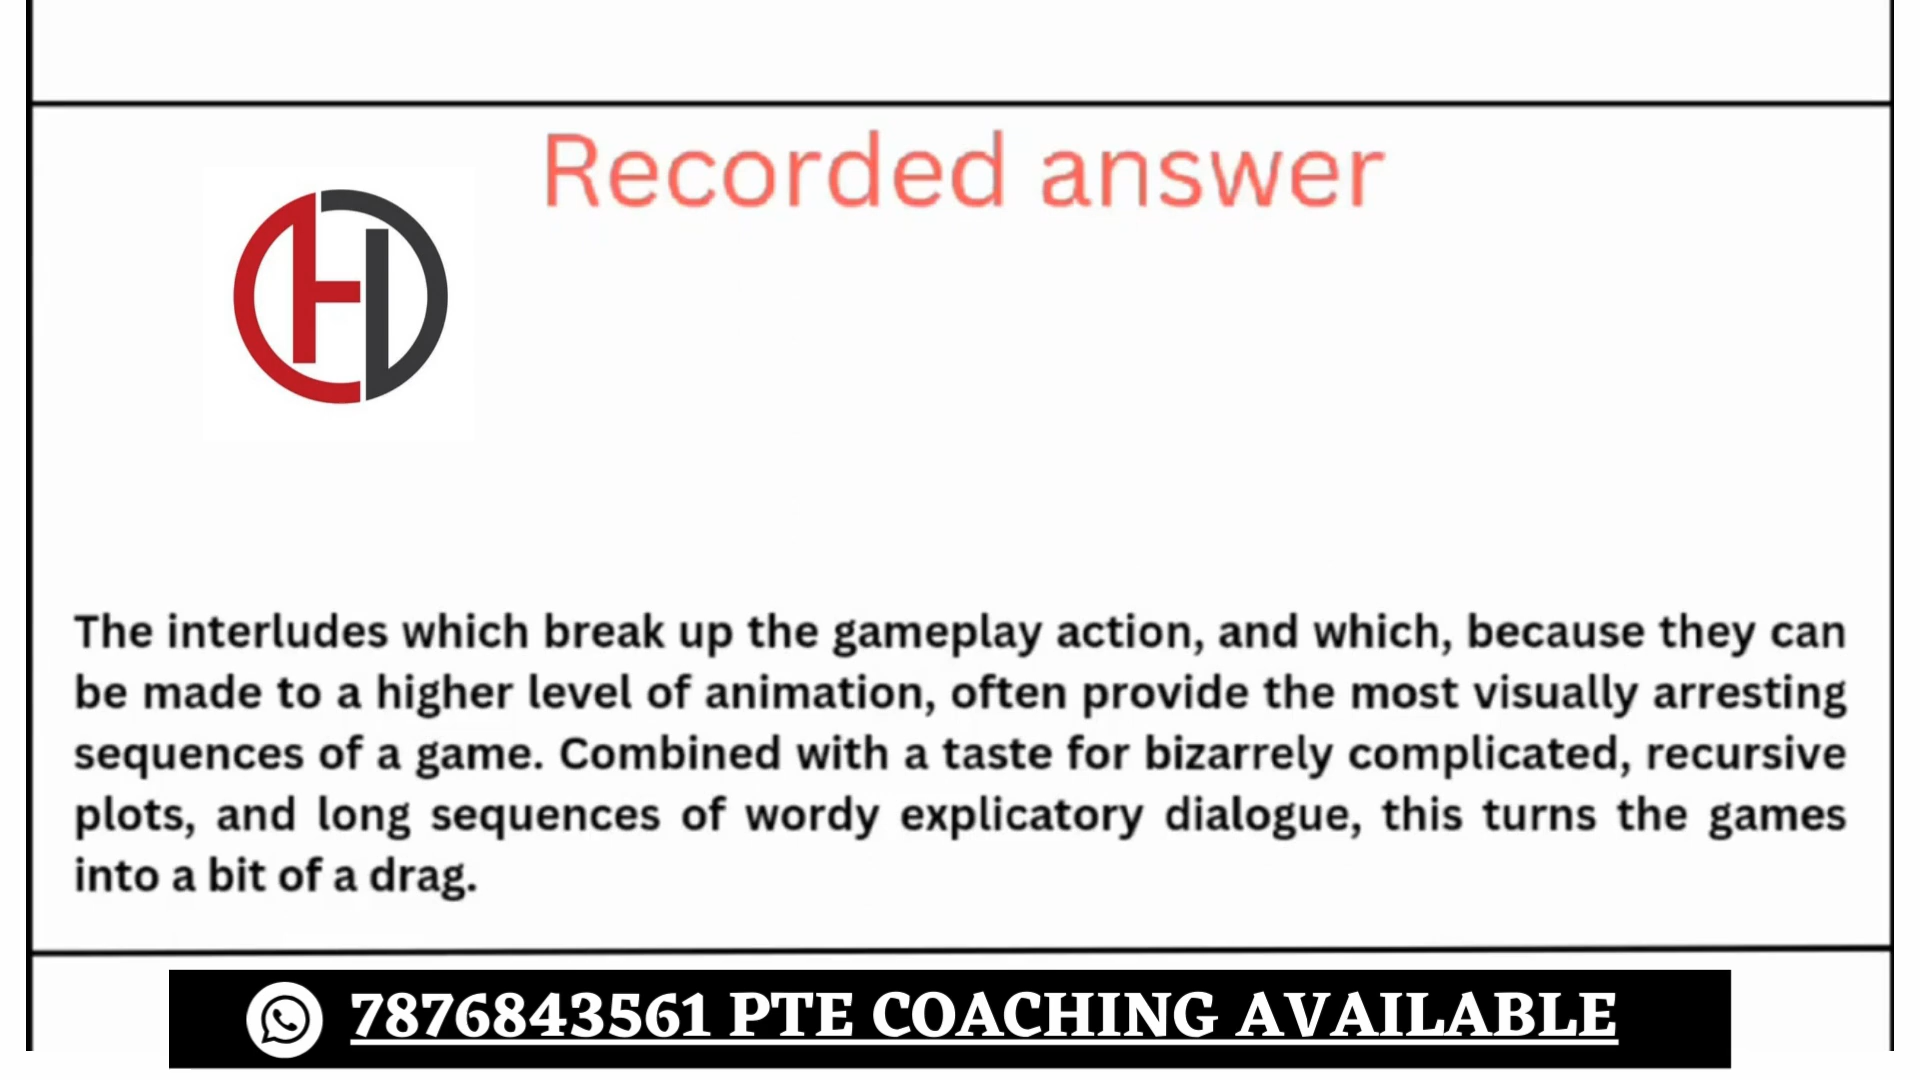 Recorded answer
The interludes which break up the gameplay action, and which, because they can
be made to a higher level of animation, often provide the most visually arresting
sequences of a game. Combined with a taste for bizarrely complicated, recursive
plots, and long sequences of wordy explicatory dialogue, this turns the games
into a bit of a drag.
7876843561 PTE COACHING AVAILABLE